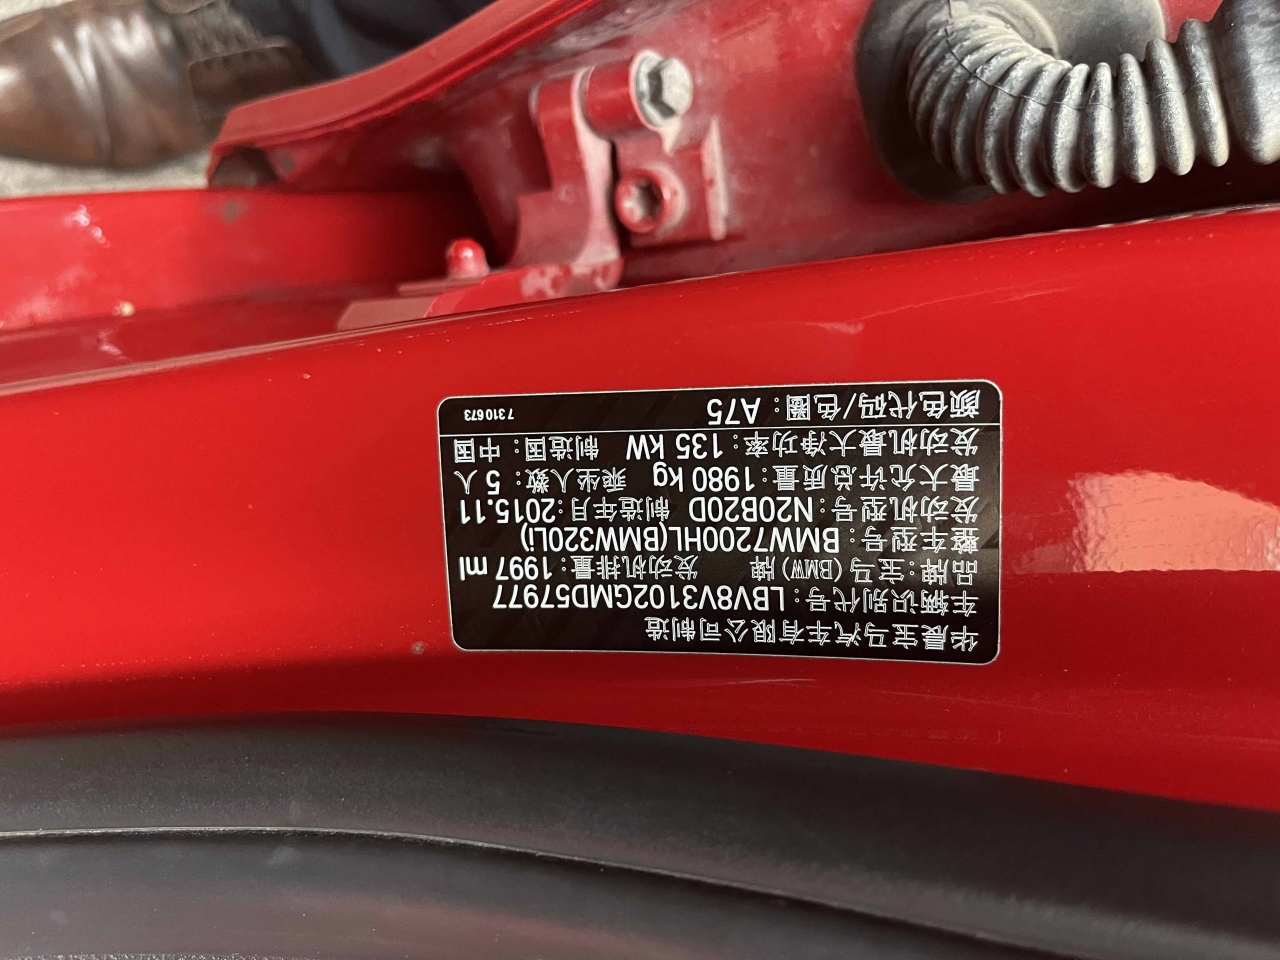 华晨宝马汽车有限公司制造
车辆识别代号：LBV8V3102GMD57977
品牌：宝马(BMW)牌 发动机排量：1997 ml
整车型号：BMW7200HL(BMW320Li)
发动机型号：N20B20D 制造年月：2015.11
最大允许总质量：1980 kg 乘坐人数：5 人
发动机最大净功率：135 kW 制造国：中国
颜色代码/色圖：A75 7310673